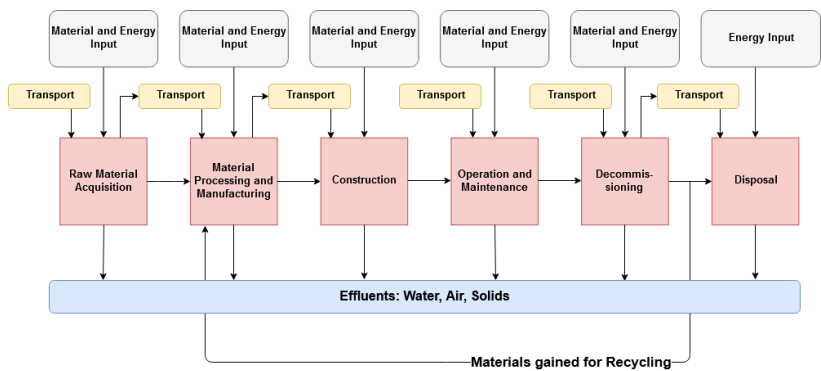 Material and Energy
Input
Material and Energy
Input
Material and Energy
Input
Material and Energy
Input
Material and Energy
Input
Energy Input
Transport
Transport
Transport
Transport
Transport
Transport
Raw Material
Acquisition
Material
Processing and
Manufacturing
Construction
Operation and
Maintenance
Decommis-
sioning
Disposal
Effluents: Water, Air, Solids
Materials gained for Recycling